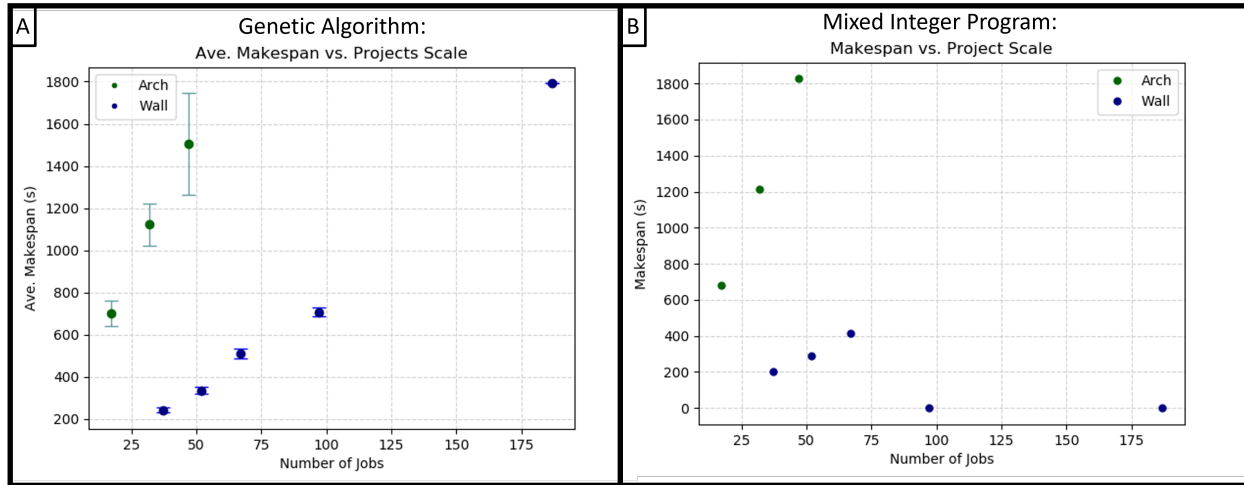 A
Genetic Algorithm:
Ave. Makespan vs. Projects Scale
Arch
Wall
1800
1600
1400
1200
1000
800
600
400
200
Ave. Makespan (s)
25 50 75 100 125 150 175
Number of Jobs
B
Mixed Integer Program:
Makespan vs. Project Scale
Arch
Wall
1800
1600
1400
1200
1000
800
600
400
200
0
Makespan (s)
25 50 75 100 125 150 175
Number of Jobs